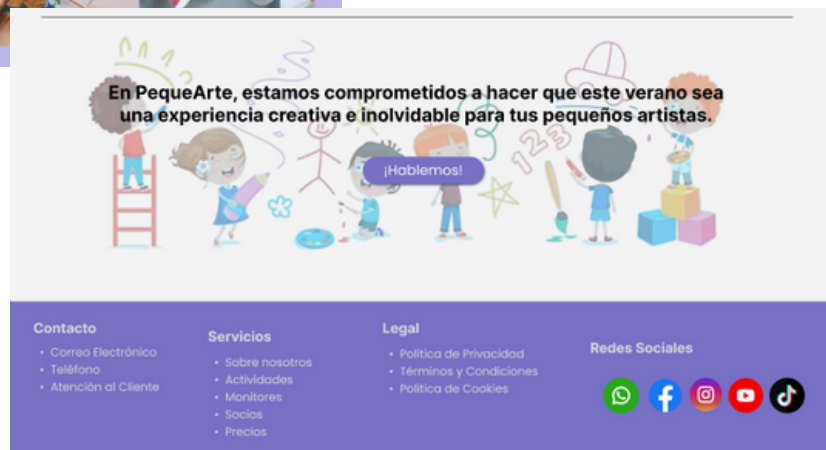 En PequeArte, estamos comprometidos a hacer que este verano sea
una experiencia creativa e inolvidable para tus pequeños artistas.
123
¡Hablemos!
Contacto
• Correo Electrónico
• Teléfono
• Atención al Cliente
Servicios
• Sobre nosotros
• Actividades
• Monitores
• Socios
• Precios
Legal
• Política de Privacidad
• Términos y Condiciones
• Política de Cookies
Redes Sociales